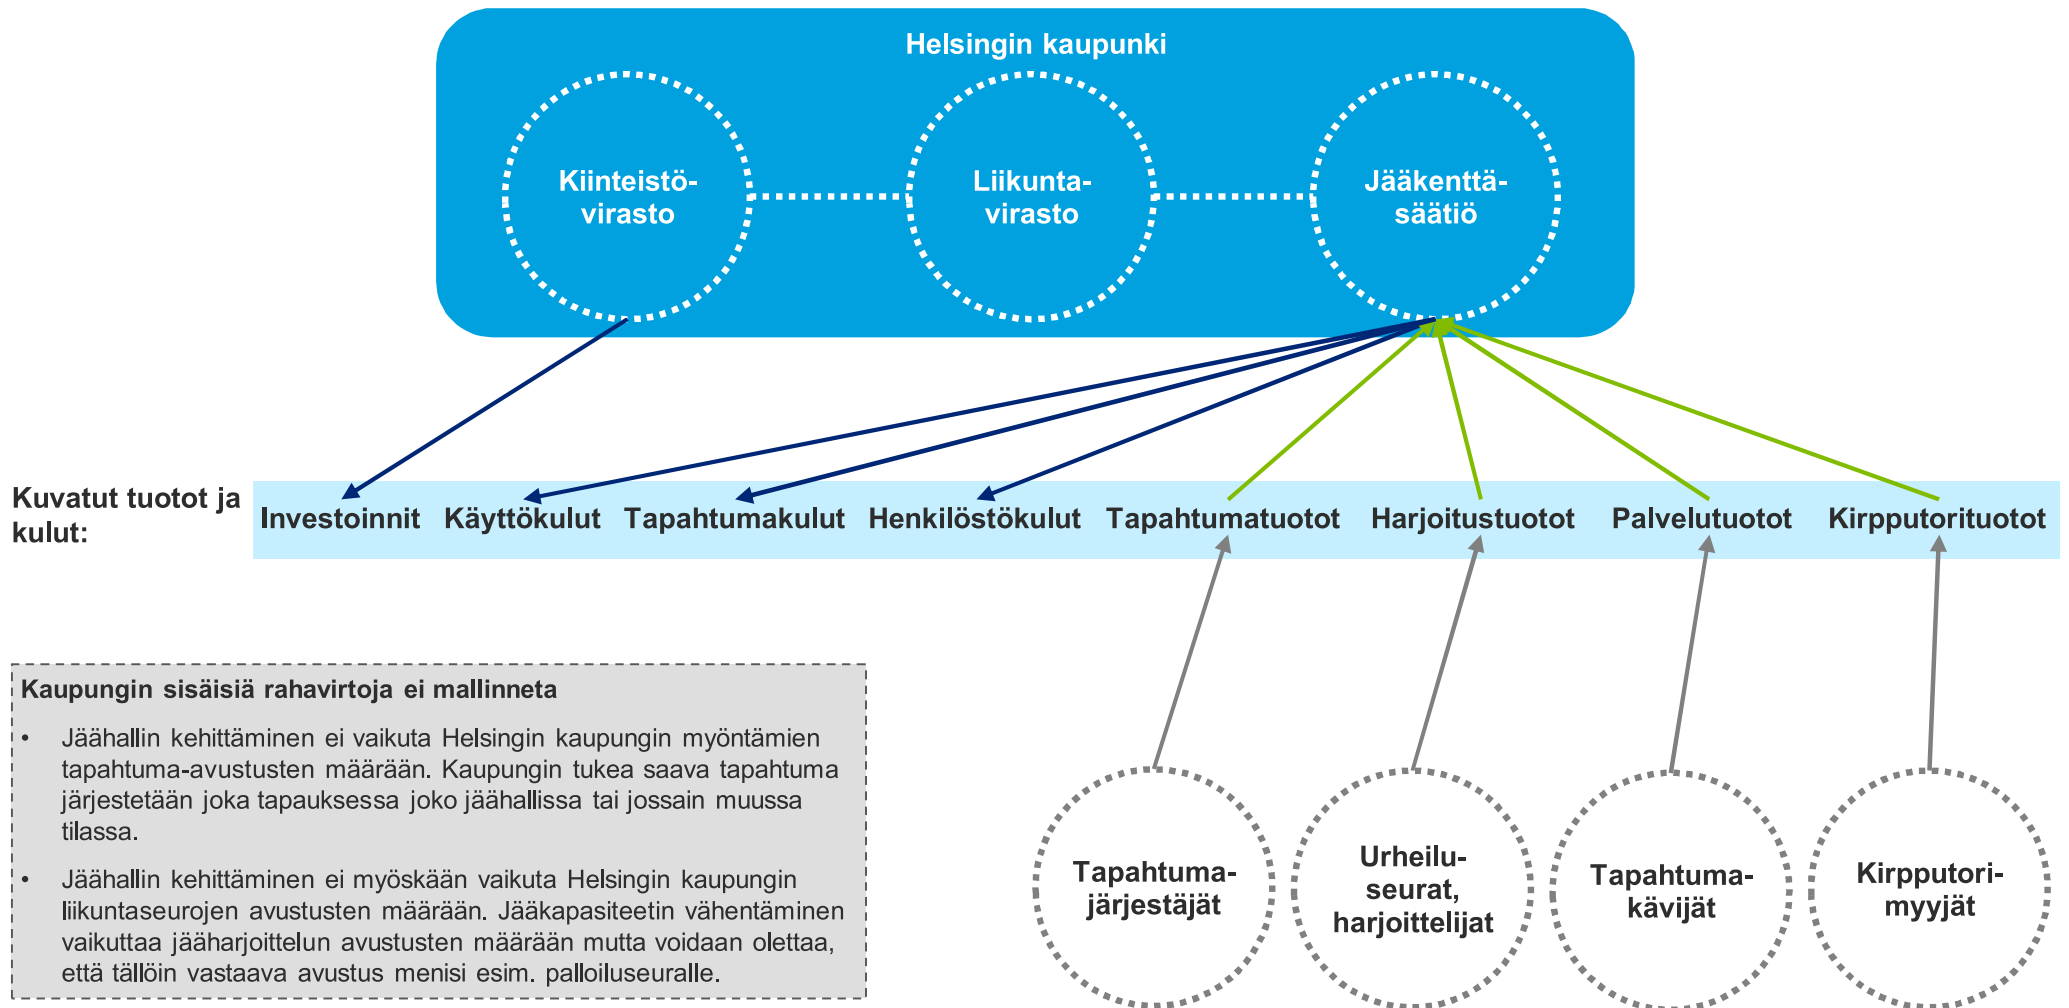 Helsingin kaupunki
Kiinteistö-
virasto
Liikunta-
virasto
Jääkenttä-
säätiö
Kuvatut tuotot ja
kulut:
Investoinnit
Käyttökulut
Tapahtumakulut
Henkilöstökulut
Tapahtumatuotot
Harjoitustuotot
Palvelutuotot
Kirpputorituotot
Kaupungin sisäisiä rahavirtoja ei mallinneta
• Jäähallin kehittäminen ei vaikuta Helsingin kaupungin myöntämien
tapahtuma-avustusten määrään. Kaupungin tukea saava tapahtuma
järjestetään joka tapauksessa joko jäähallissa tai jossain muussa
tilassa.
• Jäähallin kehittäminen ei myöskään vaikuta Helsingin kaupungin
liikuntaseurojen avustusten määrään. Jääkapasiteetin vähentäminen
vaikuttaa jääharjoittelun avustusten määrään mutta voidaan olettaa,
että tällöin vastaava avustus menisi esim. palloiluseuralle.
Tapahtuma-
järjestäjät
Urheilu-
seurat,
harjoittelijat
Tapahtuma-
kävijät
Kirpputori-
myyjät